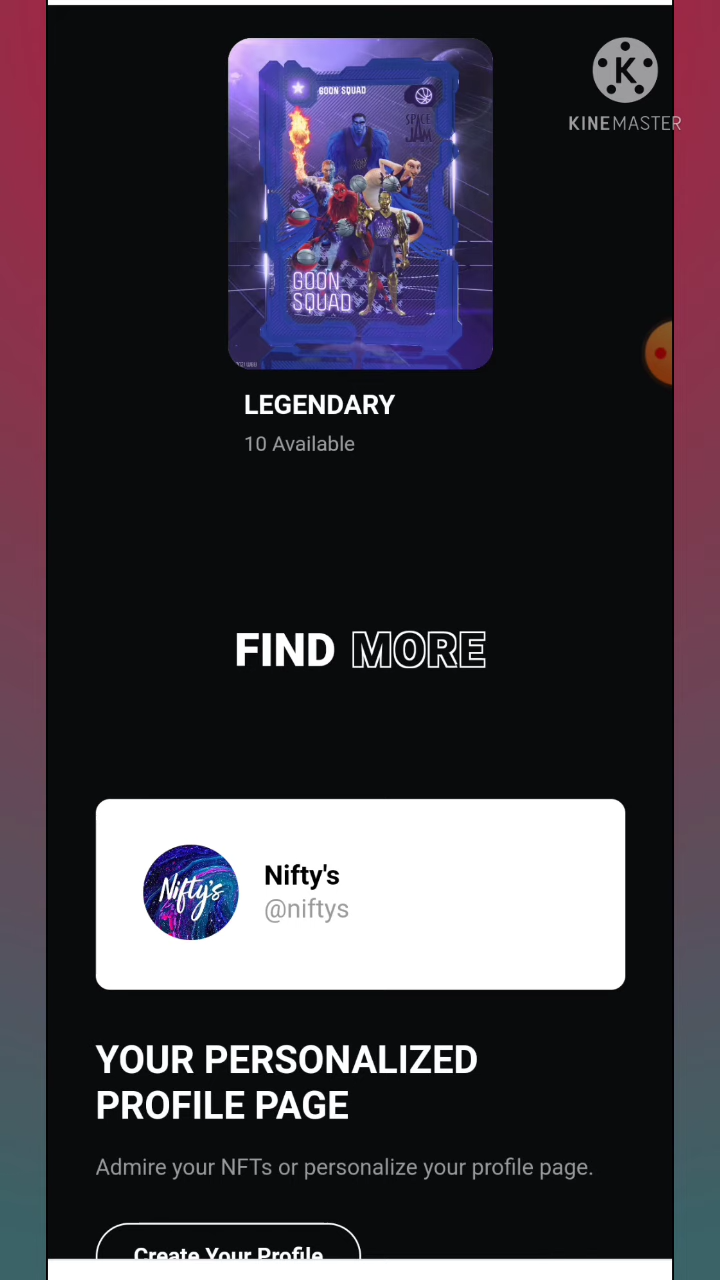 GOON SQUAD
SPACE
JAM
GOON
SQUAD
K
KINEMASTER
LEGENDARY
10 Available
FIND MORE
Nifty's
Nifty's
@niftys
YOUR PERSONALIZED
PROFILE PAGE
Admire your NFTs or personalize your profile page.
Create Your Profile